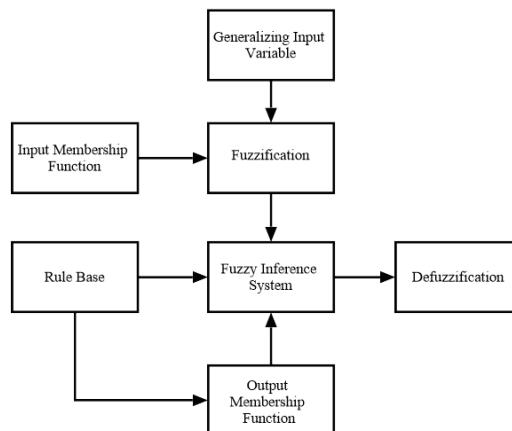 Generalizing Input
Variable
Input Membership
Function
Fuzzification
Rule Base
Fuzzy Inference
System
Defuzzification
Output
Membership
Function